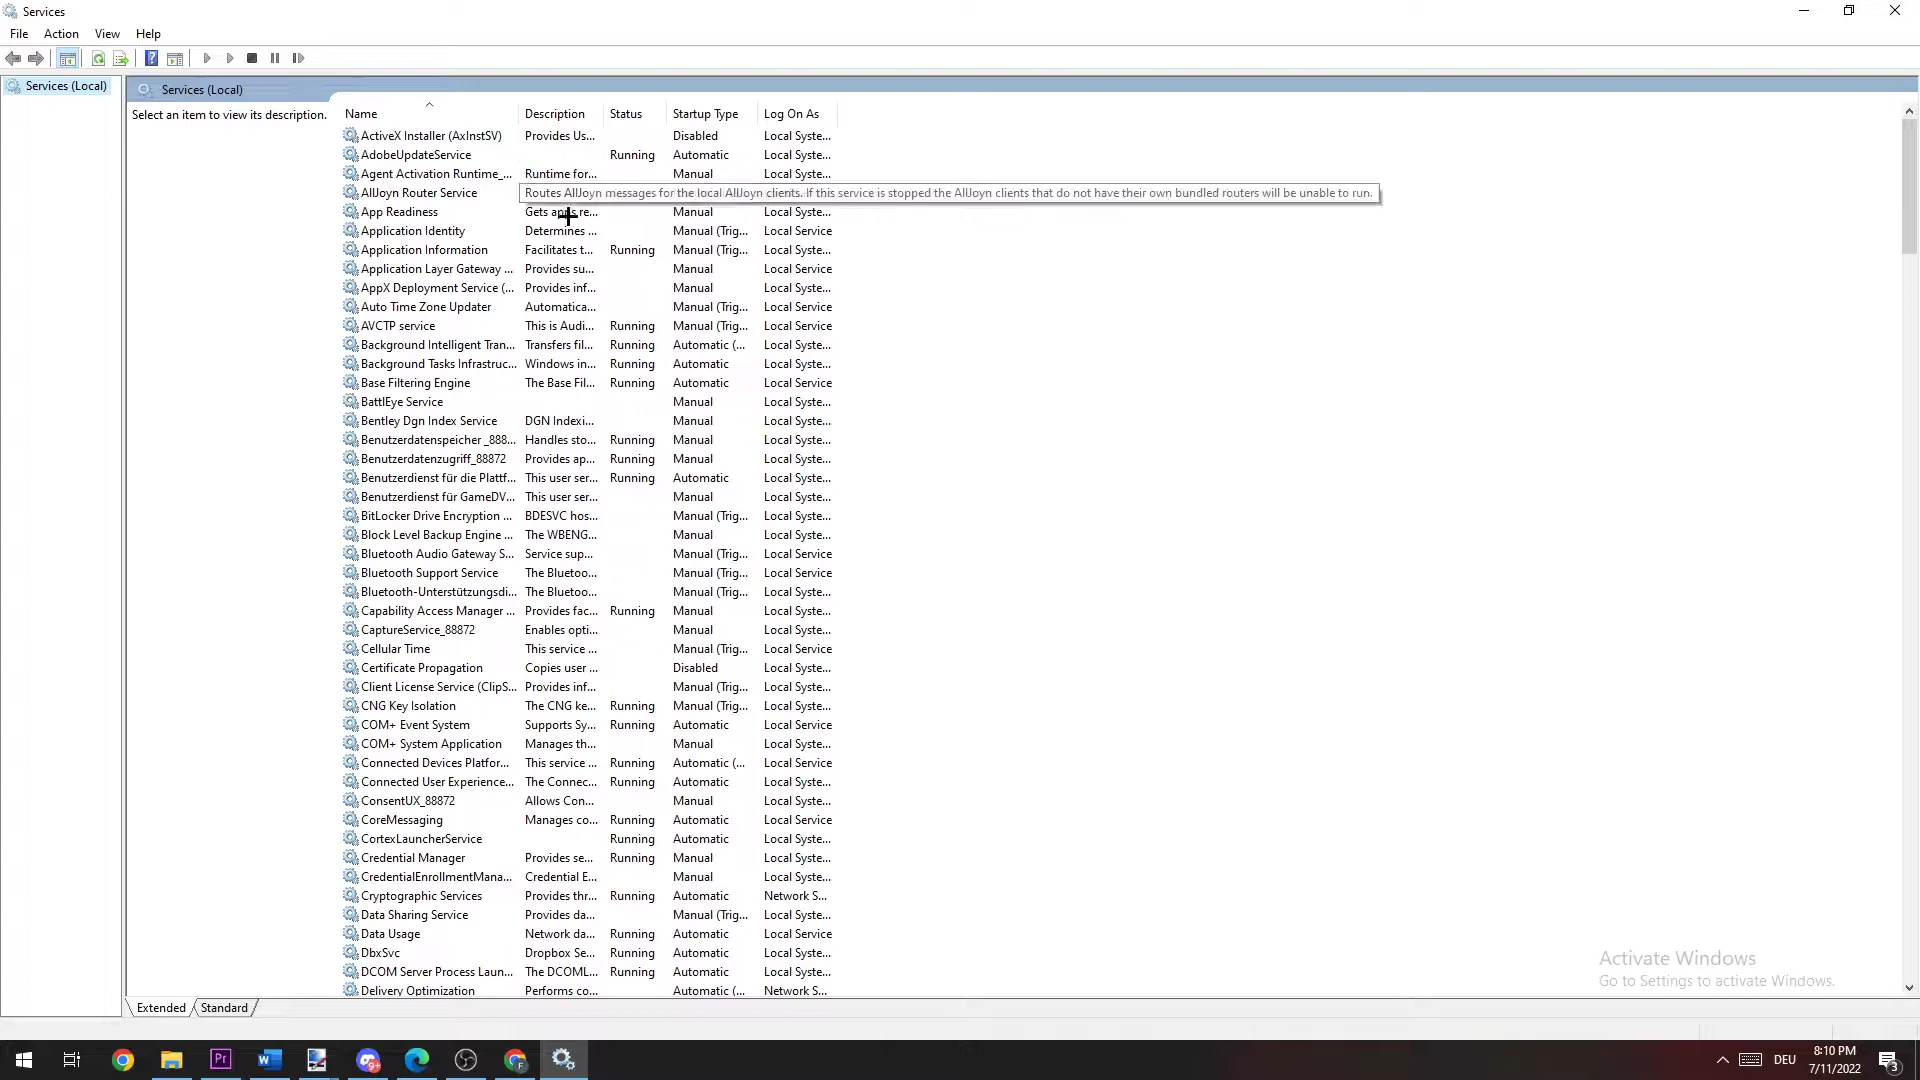 Services
File Action View Help
Services (Local)
Services (Local)
Select an item to view its description.
Name Description Status Startup Type Log On As
ActiveX Installer (AxInstSV) Provides Us... Disabled Local Syste...
AdobeUpdateService Running Automatic Local Syste...
Agent Activation Runtime_... Runtime for... Manual Local Syste...
AllJoyn Router Service Routes AllJoyn messages for the local AllJoyn clients. If this service is stopped the AllJoyn clients that do not have their own bundled routers will be unable to run.
App Readiness Gets apps re... Manual Local Syste...
Application Identity Determines ... Manual (Trig... Local Service
Application Information Facilitates t... Running Manual (Trig... Local Syste...
Application Layer Gateway ... Provides su... Manual Local Service
AppX Deployment Service (... Provides inf... Manual Local Syste...
Auto Time Zone Updater Automatica... Manual (Trig... Local Service
AVCTP service This is Audi... Running Manual (Trig... Local Service
Background Intelligent Tran... Transfers fil... Running Automatic (... Local Syste...
Background Tasks Infrastruc... Windows in... Running Automatic Local Syste...
Base Filtering Engine The Base Fil... Running Automatic Local Service
BattlEye Service Manual Local Syste...
Bentley Dgn Index Service DGN Indexi... Manual Local Syste...
Benutzerdatenspeicher _888... Handles sto... Running Manual Local Syste...
Benutzerdatenzugriff_88872 Provides ap... Running Manual Local Syste...
Benutzerdienst für die Plattf... This user ser... Running Automatic Local Syste...
Benutzerdienst für GameDV... This user ser... Manual Local Syste...
BitLocker Drive Encryption ... BDESVC hos... Manual (Trig... Local Syste...
Block Level Backup Engine ... The WBENG... Manual Local Syste...
Bluetooth Audio Gateway S... Service sup... Manual (Trig... Local Service
Bluetooth Support Service The Bluetoo... Manual (Trig... Local Service
Bluetooth-Unterstützungsdi... The Bluetoo... Manual (Trig... Local Syste...
Capability Access Manager ... Provides fac... Running Manual Local Syste...
CaptureService_88872 Enables opti... Manual Local Syste...
Cellular Time This service ... Manual (Trig... Local Service
Certificate Propagation Copies user ... Disabled Local Syste...
Client License Service (ClipS... Provides inf... Manual (Trig... Local Syste...
CNG Key Isolation The CNG ke... Running Manual (Trig... Local Syste...
COM+ Event System Supports Sy... Running Automatic Local Service
COM+ System Application Manages th... Manual Local Syste...
Connected Devices Platfor... This service ... Running Automatic (... Local Service
Connected User Experience... The Connec... Running Automatic Local Syste...
ConsentUX_88872 Allows Con... Manual Local Syste...
CoreMessaging Manages co... Running Automatic Local Service
CortexLauncherService Running Automatic Local Syste...
Credential Manager Provides se... Running Manual Local Syste...
CredentialEnrollmentMana... Credential E... Manual Local Syste...
Cryptographic Services Provides thr... Running Automatic Network S...
Data Sharing Service Provides da... Manual (Trig... Local Syste...
Data Usage Network da... Running Automatic Local Service
DbxSvc Dropbox Se... Running Automatic Local Syste...
DCOM Server Process Laun... The DCOML... Running Automatic Local Syste...
Delivery Optimization Performs co... Automatic (... Network S...
Activate Windows
Go to Settings to activate Windows.
Extended Standard
Pr W 9+ F DEU 8:10 PM
7/11/2022 3